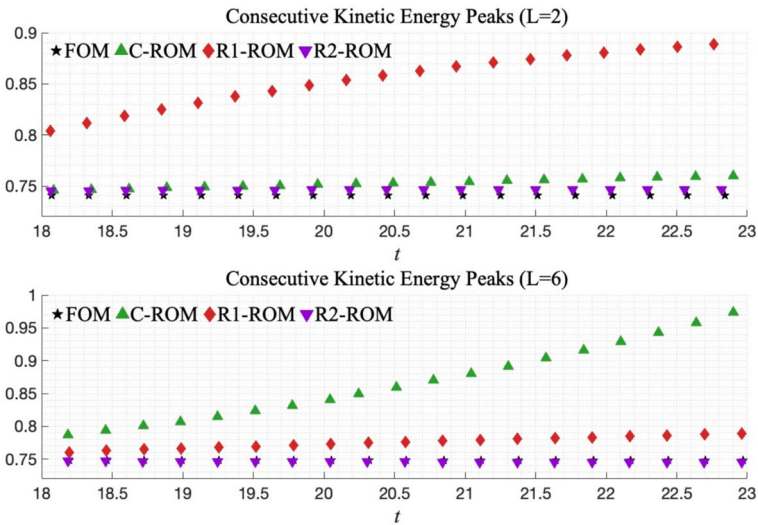 Consecutive Kinetic Energy Peaks (L=2)
0.9
FOM C-ROM R1-ROM R2-ROM
0.85
0.8
0.75
18 18.5 19 19.5 20 20.5 21 21.5 22 22.5 23
t
Consecutive Kinetic Energy Peaks (L=6)
1
FOM C-ROM R1-ROM R2-ROM
0.95
0.9
0.85
0.8
0.75
18 18.5 19 19.5 20 20.5 21 21.5 22 22.5 23
t